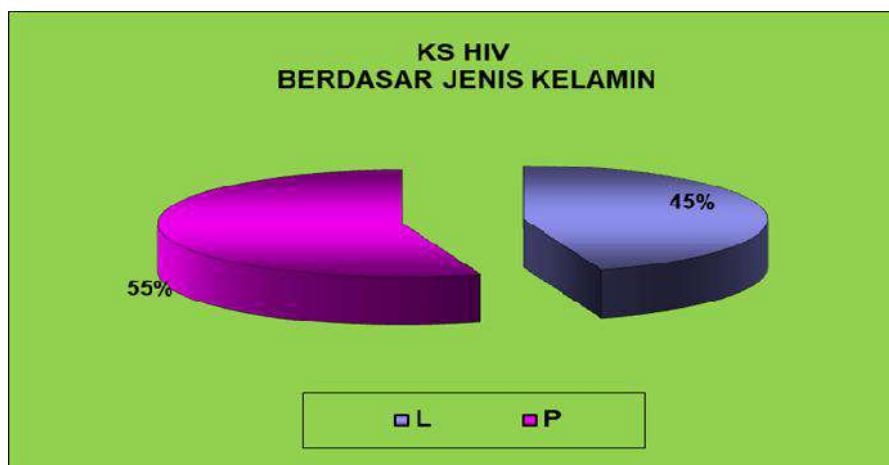 KS HIV
BERDASAR JENIS KELAMIN
45%
55%
L P